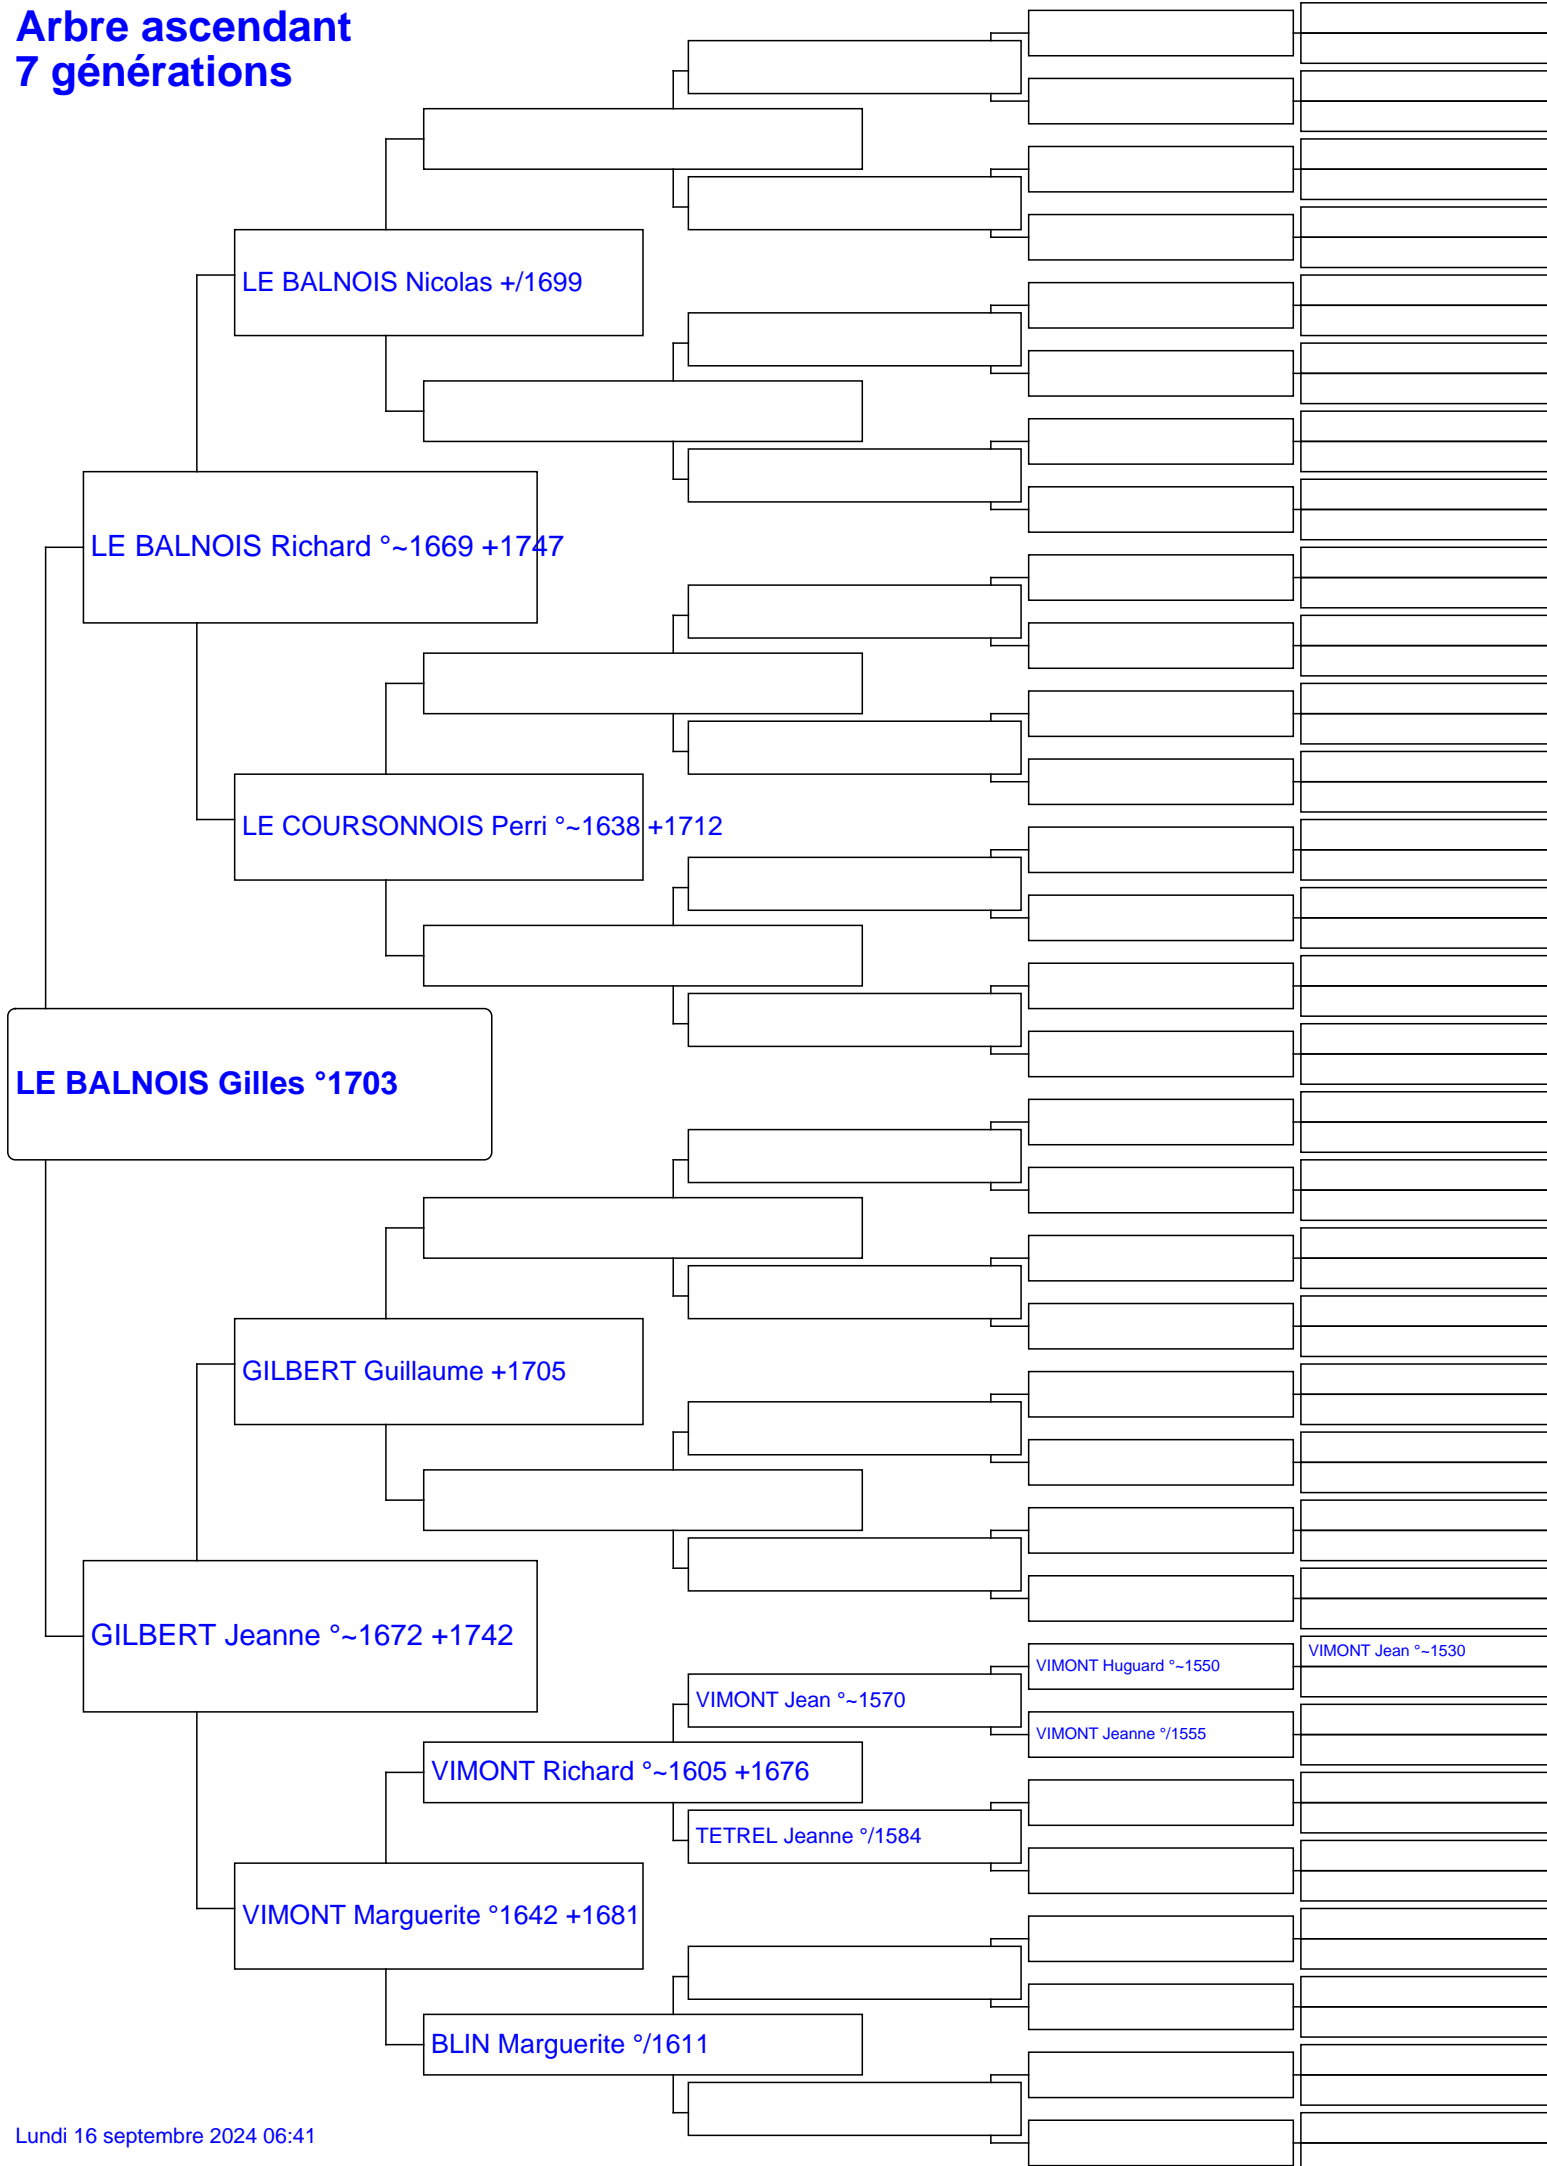 Arbre ascendant
7 générations
LE BALNOIS Nicolas +/1699
LE BALNOIS Richard °~1669 +1747
LE COURSONNOIS Perri °~1638 +1712
LE BALNOIS Gilles °1703
GILBERT Guillaume +1705
GILBERT Jeanne °~1672 +1742
VIMONT Jean °~1530
VIMONT Huguard °~1550
VIMONT Jean °~1570
VIMONT Jeanne °/1555
VIMONT Richard °~1605 +1676
TETREL Jeanne °/1584
VIMONT Marguerite °1642 +1681
BLIN Marguerite °/1611
Lundi 16 septembre 2024 06:41